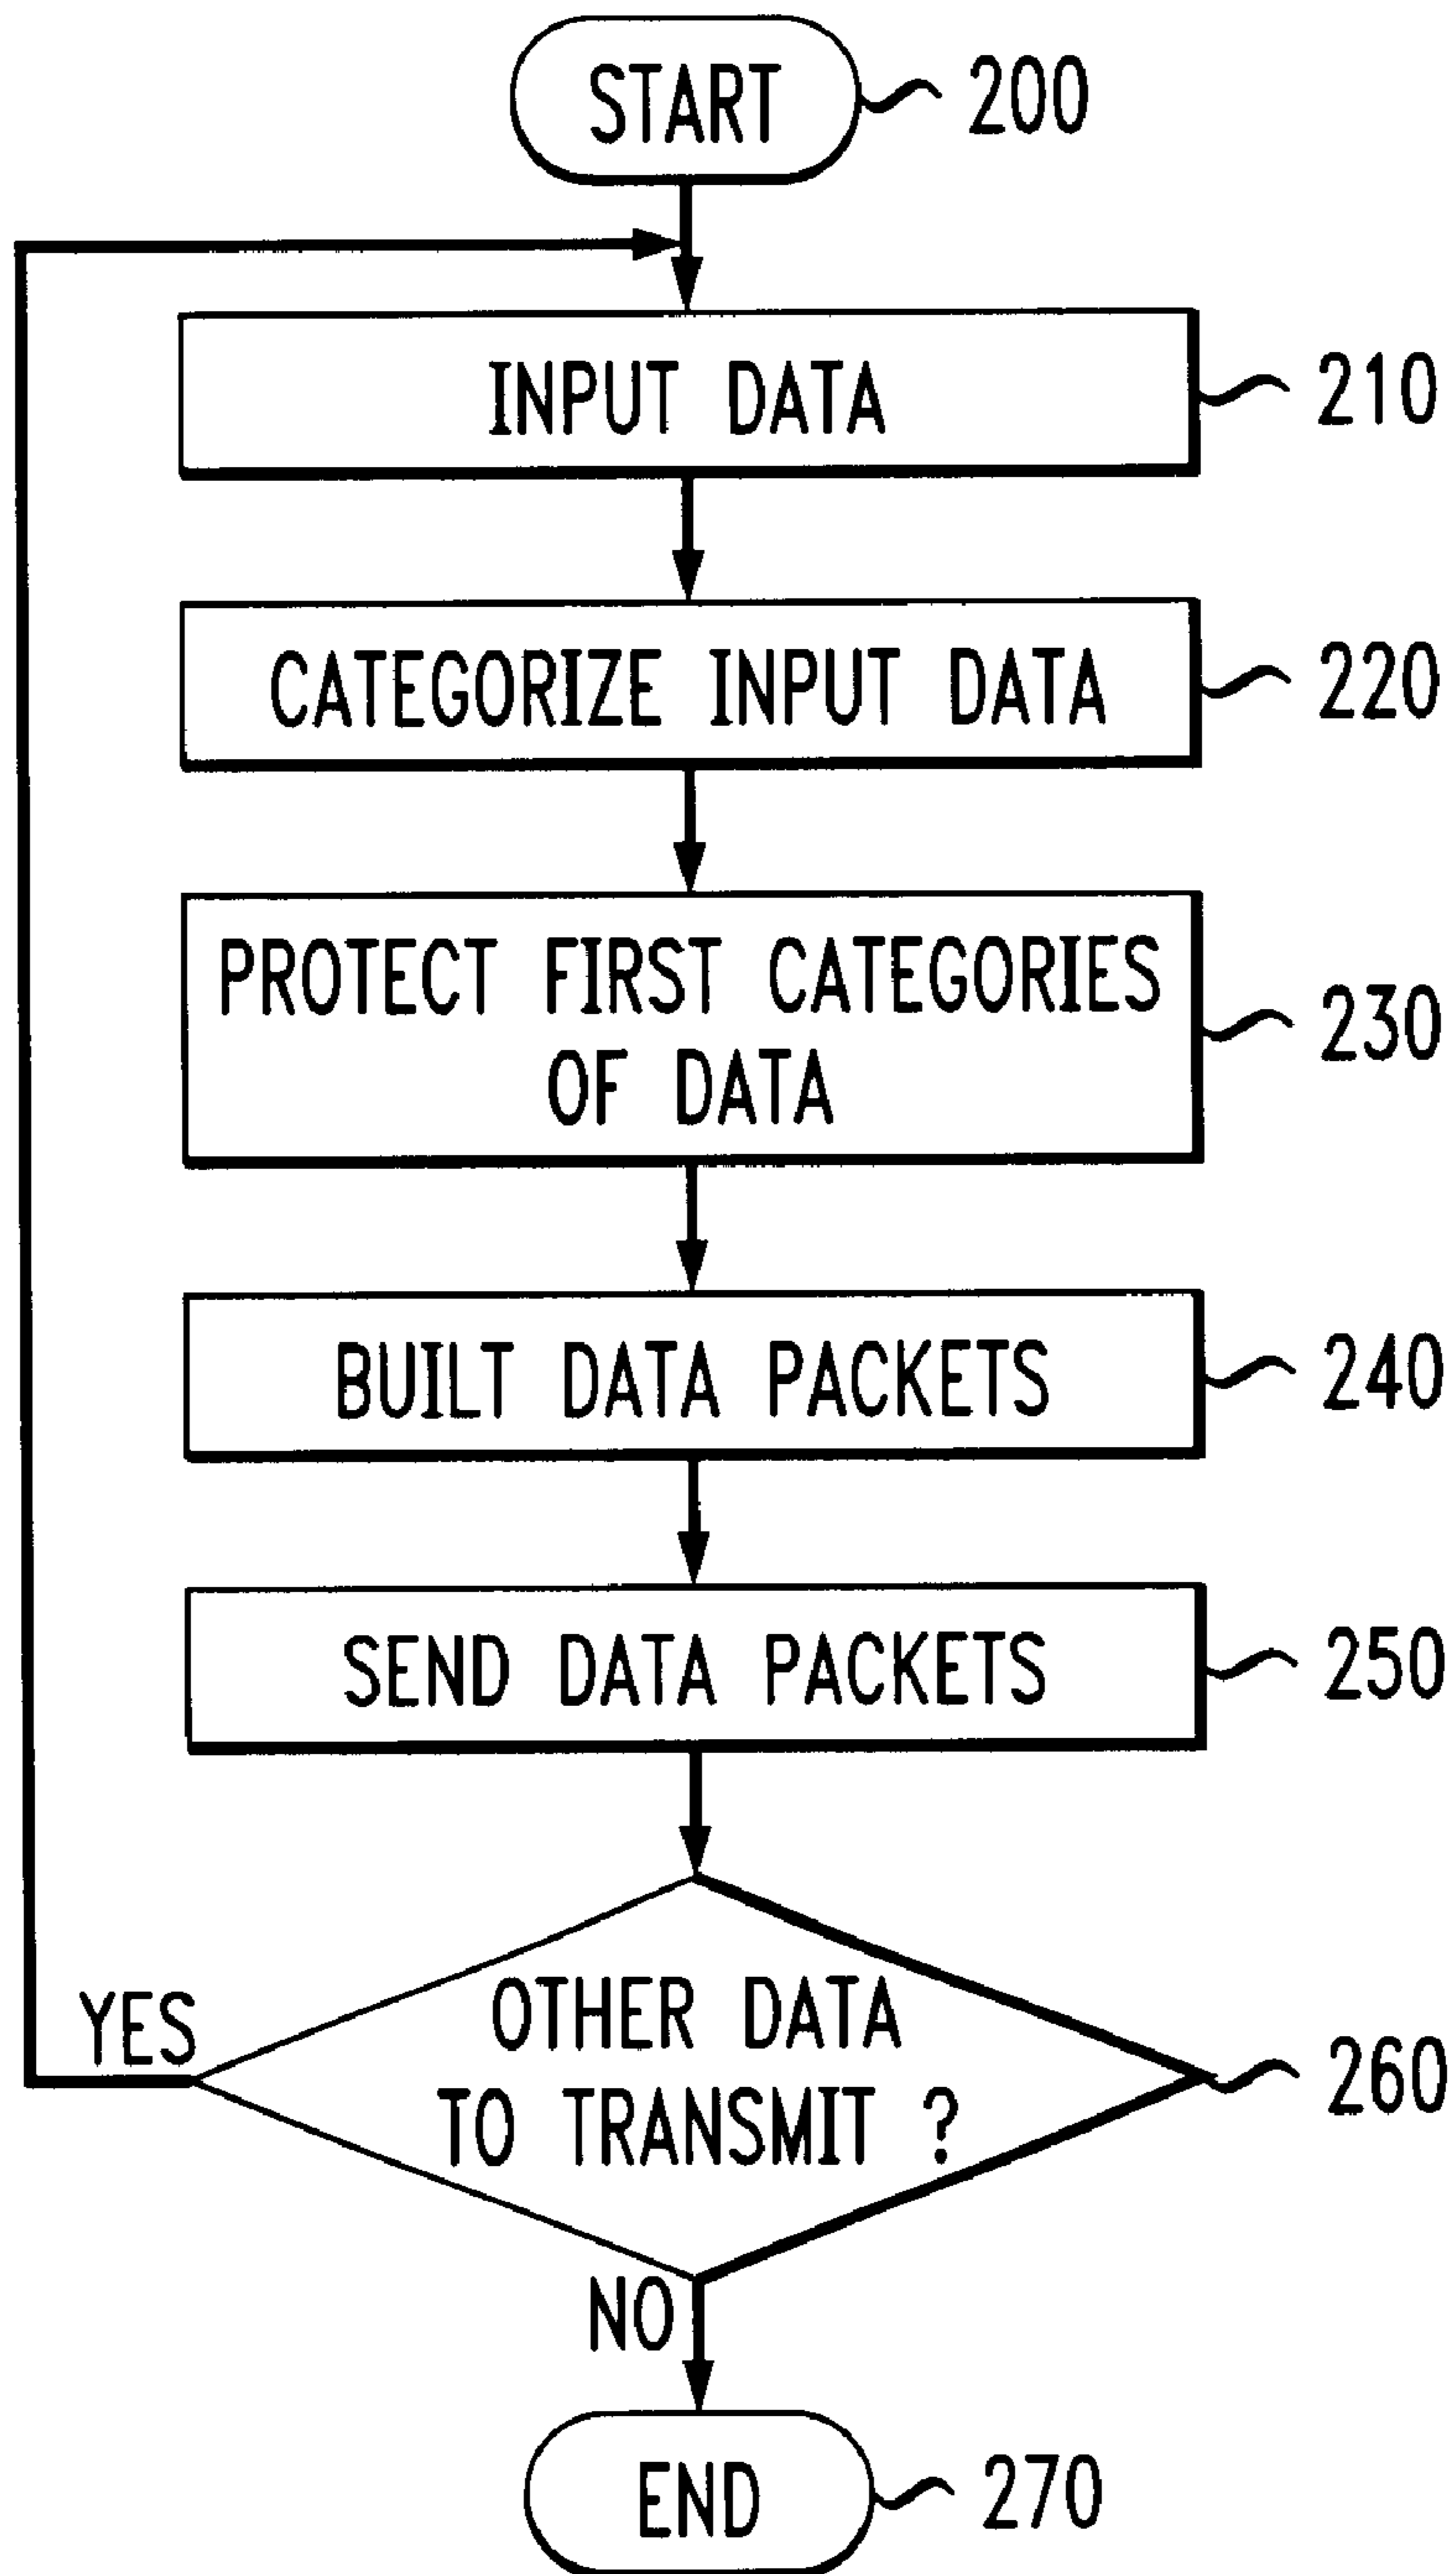 START 200
INPUT DATA 210
CATEGORIZE INPUT DATA 220
PROTECT FIRST CATEGORIES
OF DATA 230
BUILT DATA PACKETS 240
SEND DATA PACKETS 250
OTHER DATA
TO TRANSMIT ? 260
YES
NO
END 270